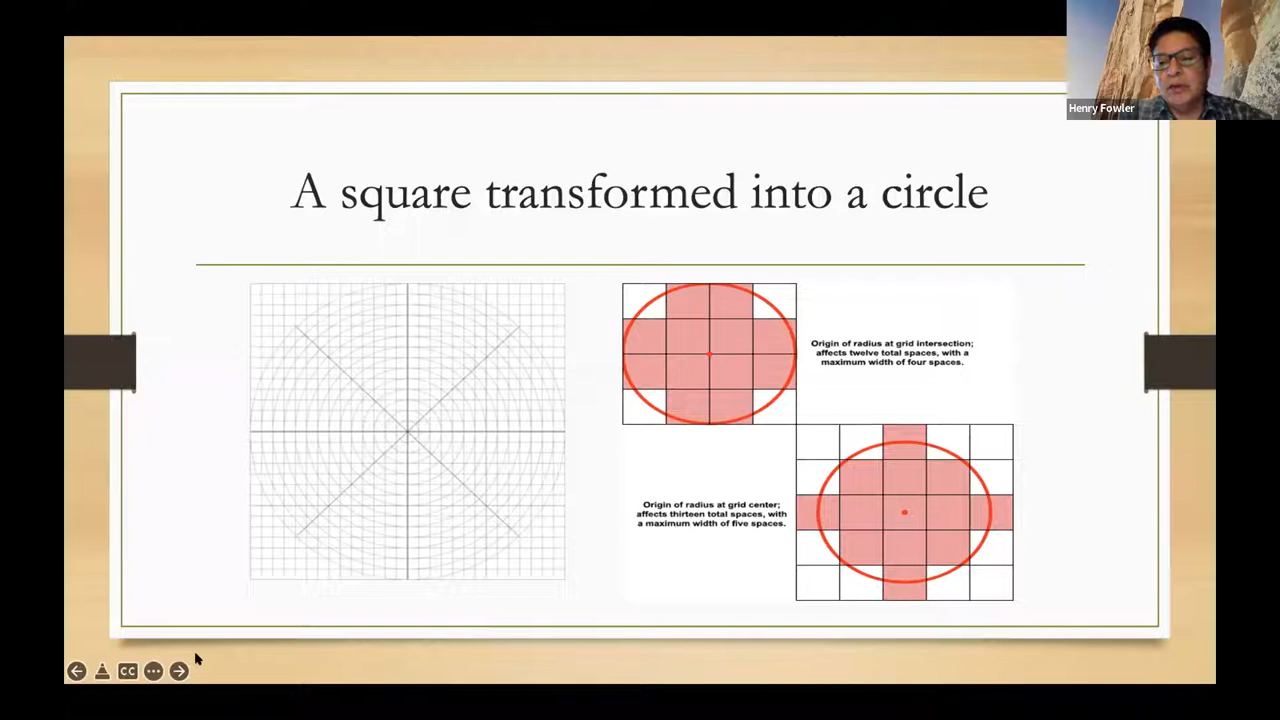 Henry Fowler
A square transformed into a circle
Origin of radius at grid intersection;
affects twelve total spaces, with a
maximum width of four spaces.
Origin of radius at grid center;
affects thirteen total spaces, with
a maximum width of five spaces.
CC